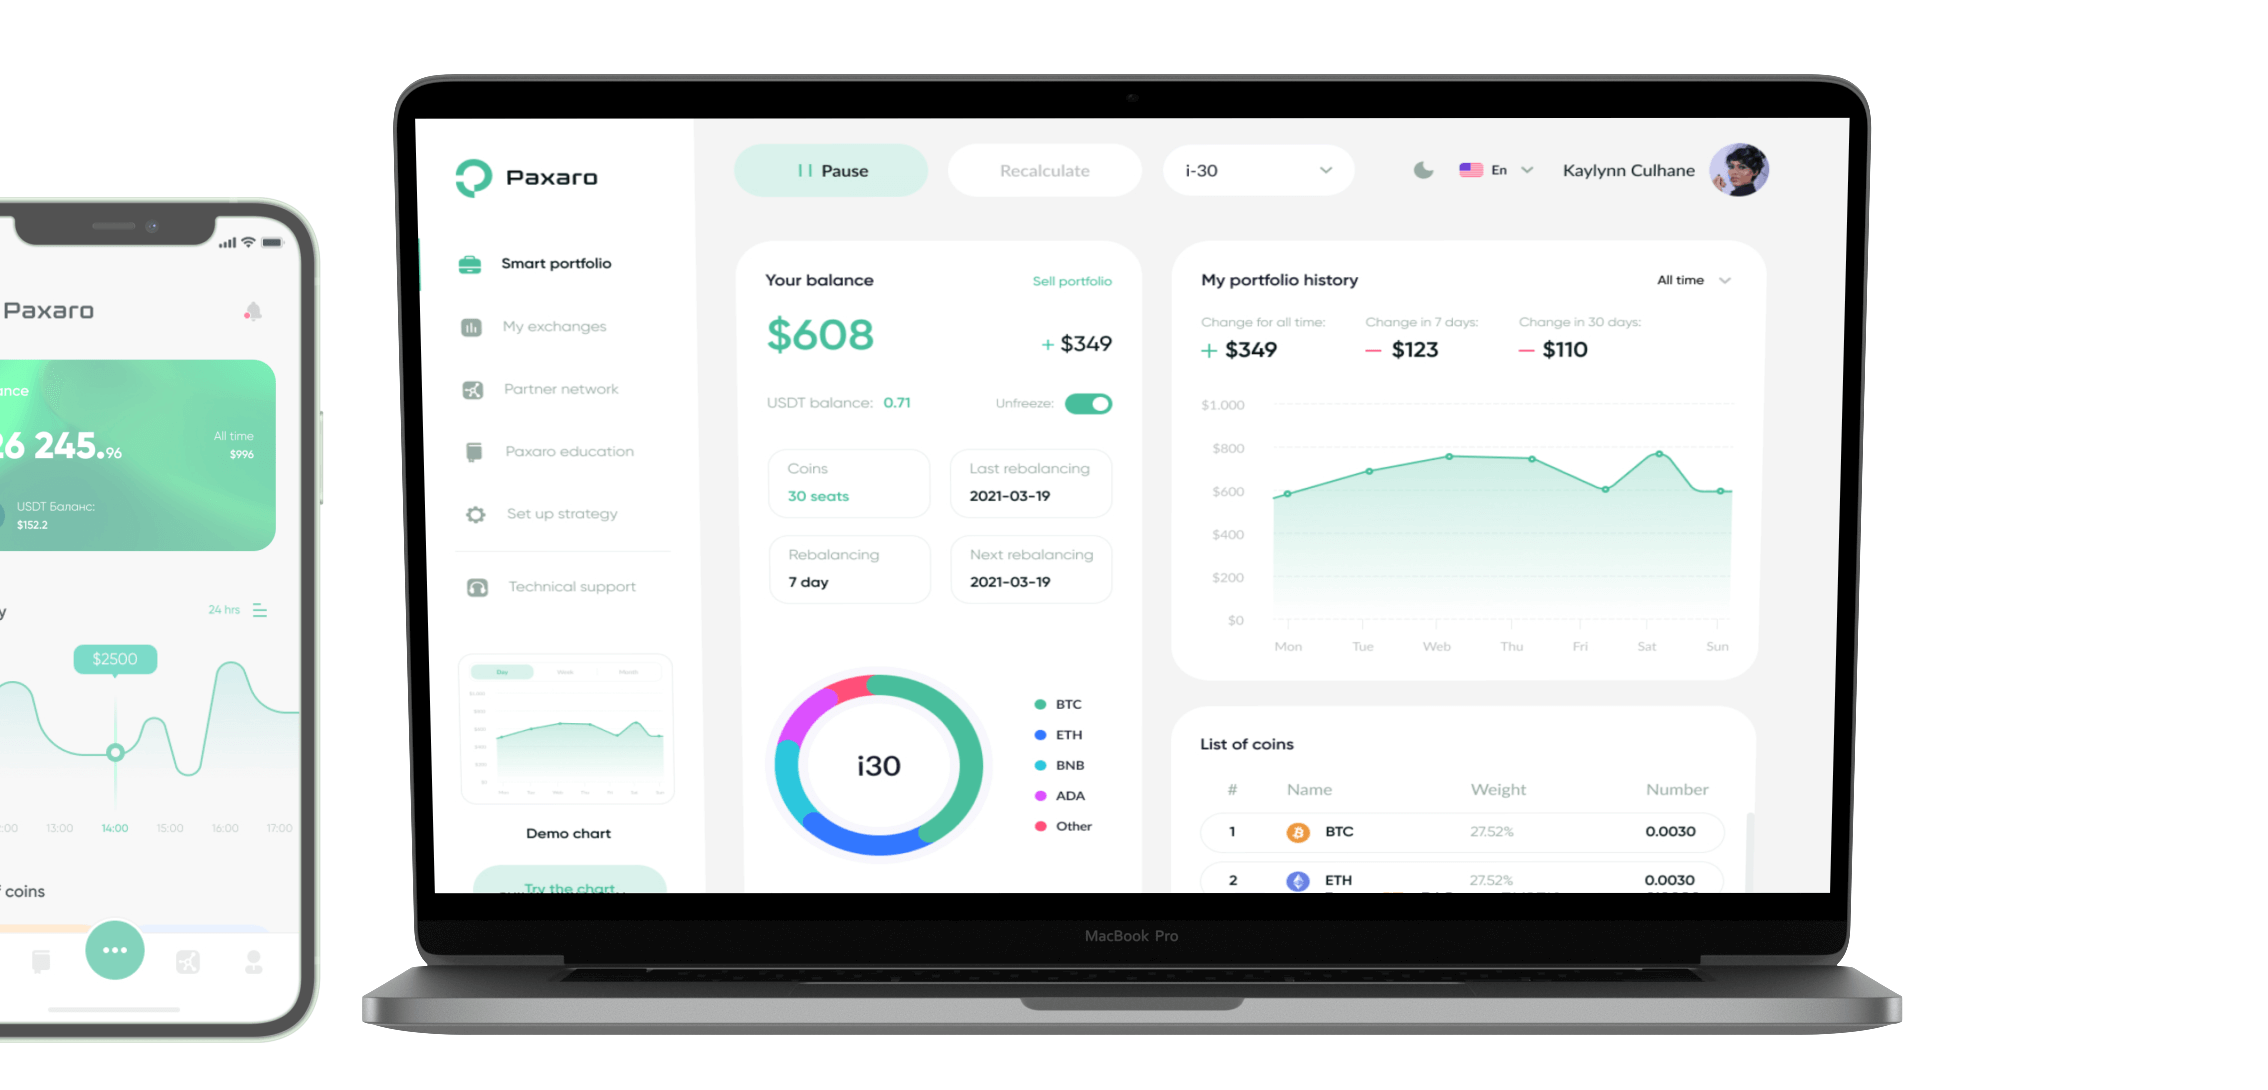 Paxaro
ance
26 245.96
All time
$996
USDT Баланс:
$152.2
y
24 hrs
$2500
:00
13:00
14:00
15:00
16:00
17:00
f coins
Paxaro
Smart portfolio
My exchanges
Partner network
Paxaro education
Set up strategy
Technical support
Day
Week
Month
Demo chart
Try the chart
Pause
Recalculate
i-30
En
Kaylynn Culhane
Your balance
Sell portfolio
$608
+ $349
USDT balance: 0.71
Unfreeze:
Coins
30 seats
Last rebalancing
2021-03-19
Rebalancing
7 day
Next rebalancing
2021-03-19
i30
BTC
ETH
BNB
ADA
Other
My portfolio history
All time
Change for all time:
+ $349
Change in 7 days:
— $123
Change in 30 days:
— $110
$1.000
$800
$600
$400
$200
$0
Mon
Tue
Web
Thu
Fri
Sat
Sun
List of coins
# Name Weight Number
1 BTC 27.52% 0.0030
2 ETH 27.52% 0.0030
MacBook Pro